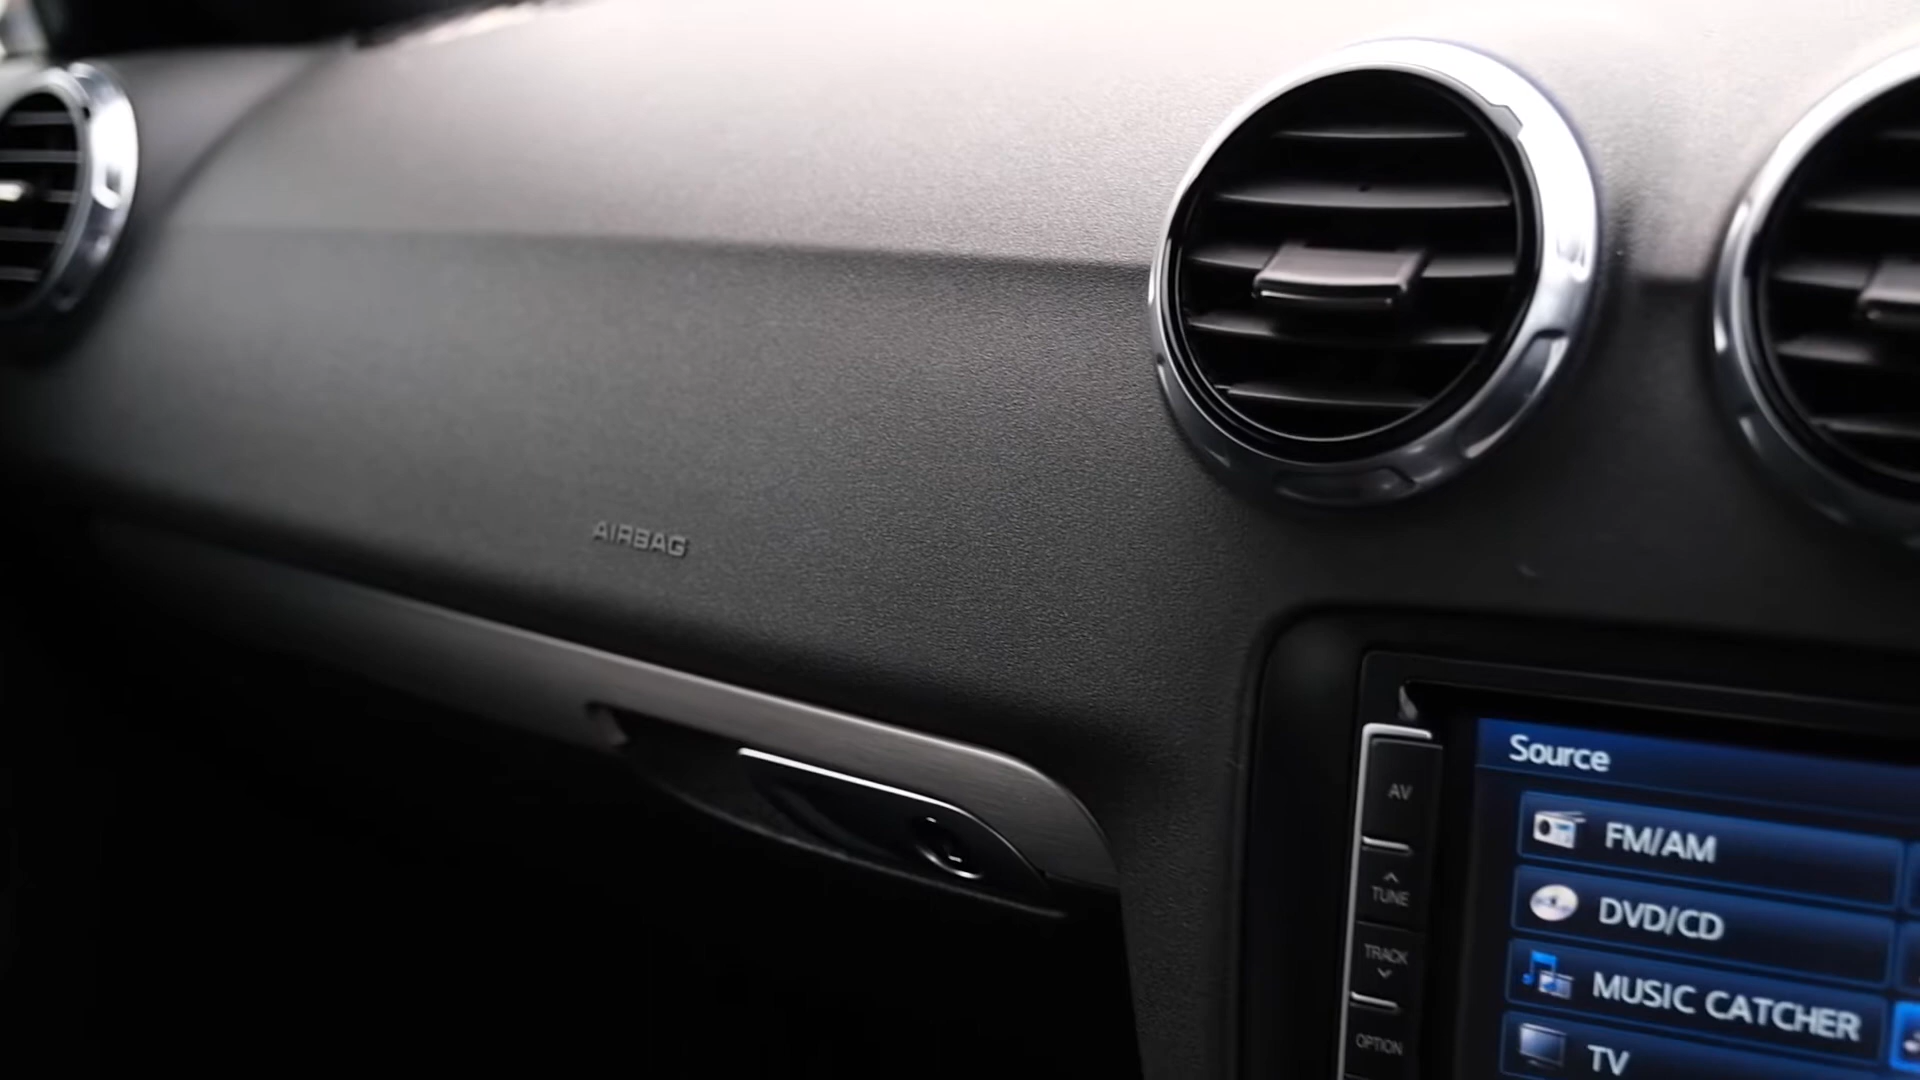 AIRBAG
Source
AV
FM/AM
TUNE
DVD/CD
TRACK
MUSIC CATCHER
OPTION
TV